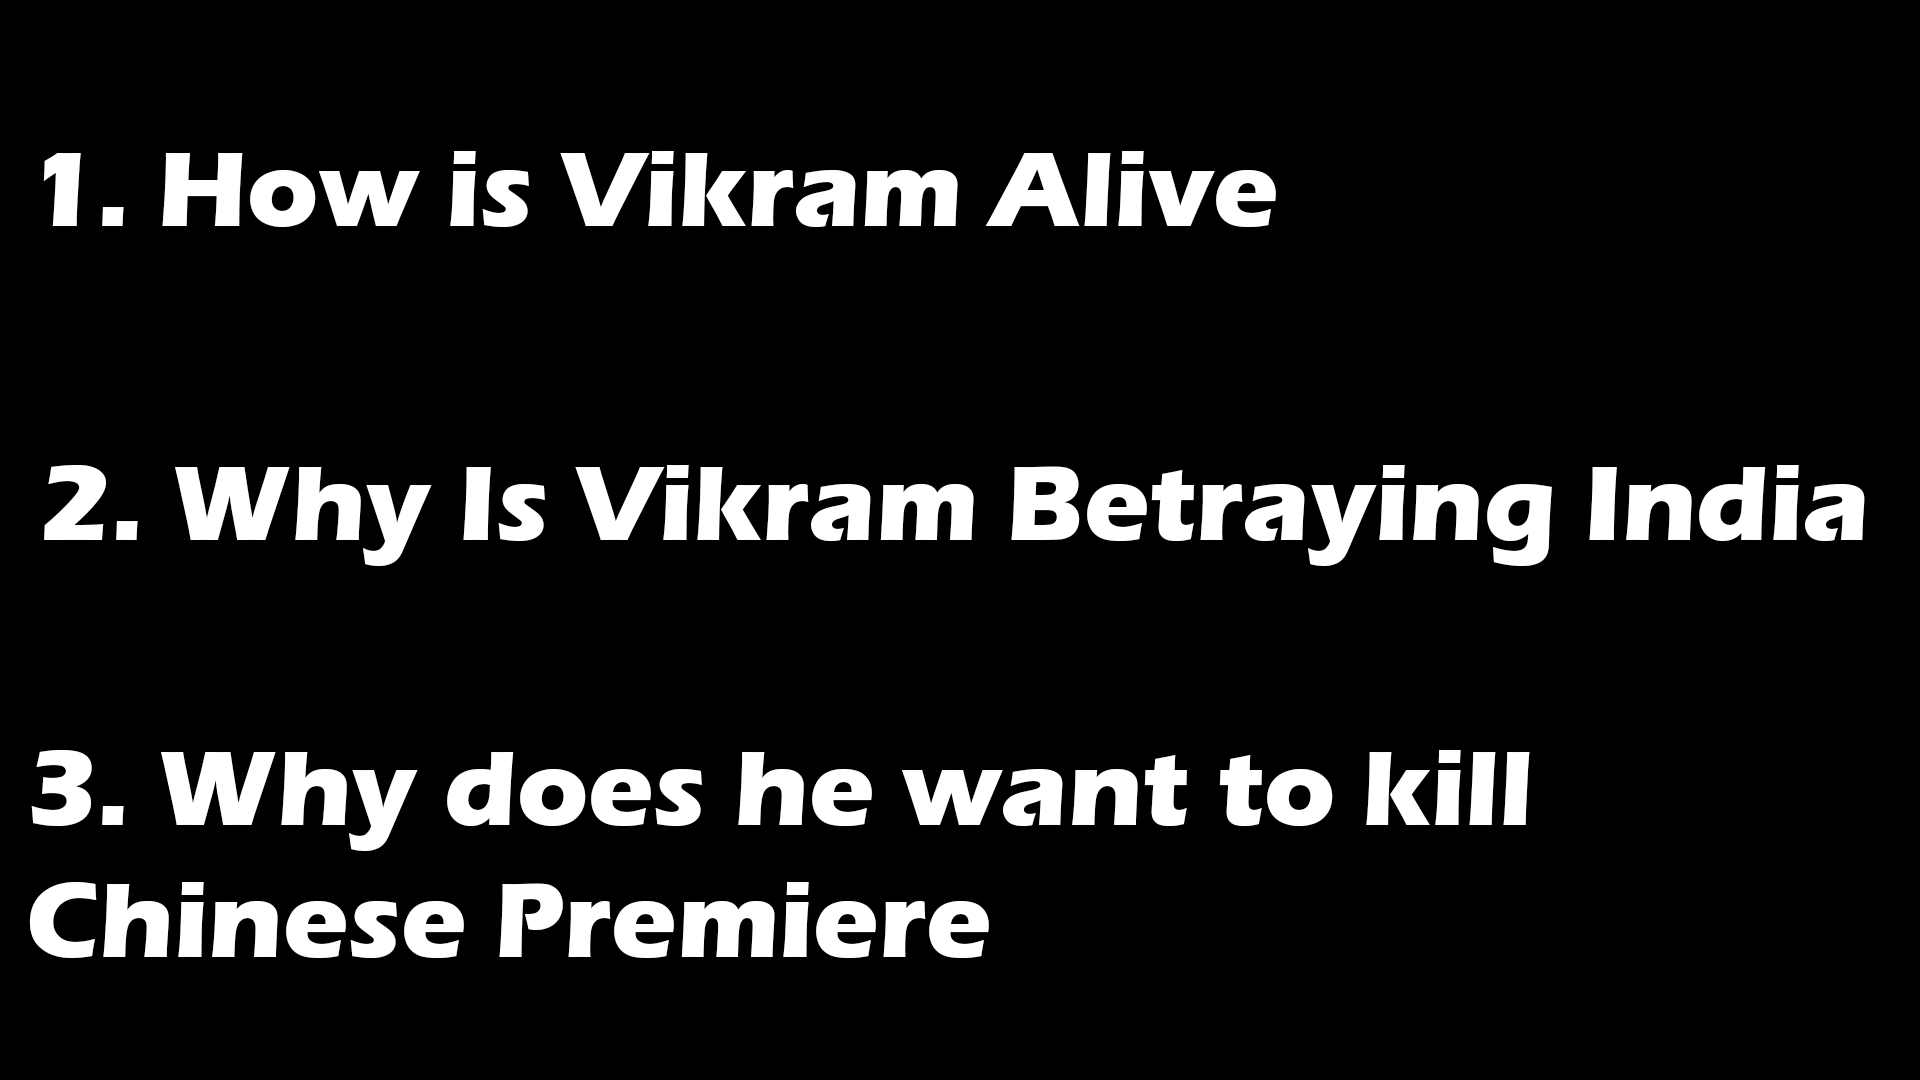 1. How is Vikram Alive
2. Why Is Vikram Betraying India
3. Why does he want to kill
Chinese Premiere